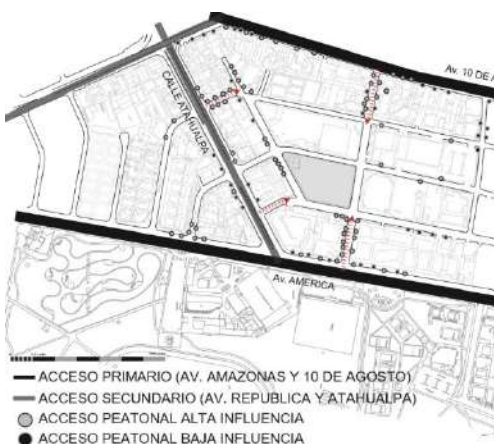 Av. 10 DE A
CALLE ATAHUALPA
Av. AMERICA
ACCESO PRIMARIO (AV. AMAZONAS Y 10 DE AGOSTO)
ACCESO SECUNDARIO (AV. REPUBLICA Y ATAHUALPA)
ACCESO PEATONAL ALTA INFLUENCIA
ACCESO PEATONAL BAJA INFLUENCIA